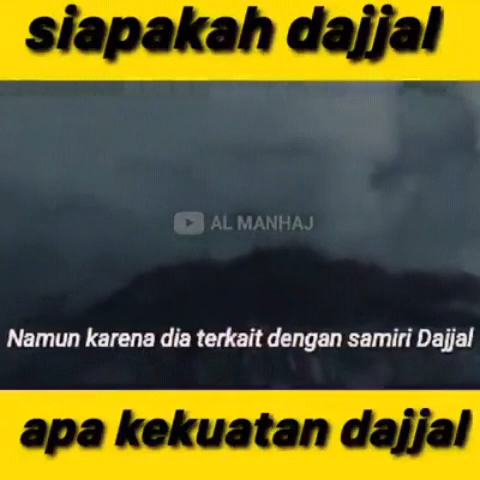 siapakah dajjal
AL MANHAJ
Namun karena dia terkait dengan samiri Dajjal
apa kekuatan dajjal